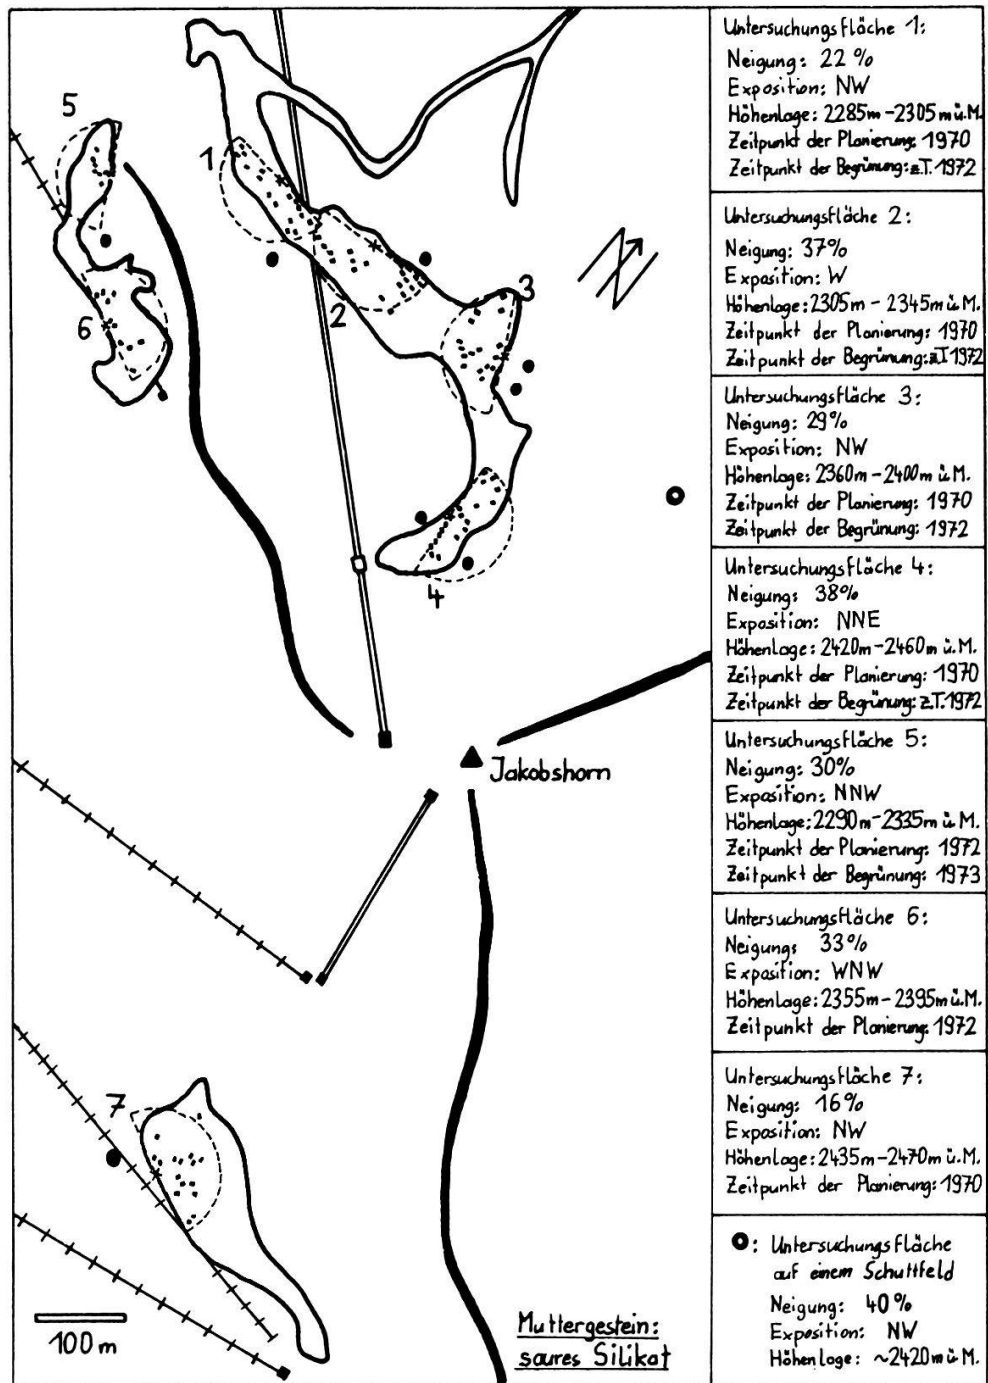 5
1
2
3
6
4
Jakobshorn
7
100 m
Muttergestein:
saures Silikat
Untersuchungsfläche 1:
Neigung: 22%
Exposition: NW
Höhenlage: 2285m-2305m ü.M.
Zeitpunkt der Planierung: 1970
Zeitpunkt der Begrünung: z.T. 1972
Untersuchungsfläche 2:
Neigung: 37%
Exposition: W
Höhenlage: 2305m - 2345m ü.M.
Zeitpunkt der Planierung: 1970
Zeitpunkt der Begrünung: z.T 1972
Untersuchungsfläche 3:
Neigung: 29%
Exposition: NW
Höhenlage: 2360m-2400m ü.M.
Zeitpunkt der Planierung: 1970
Zeitpunkt der Begrünung: 1972
Untersuchungsfläche 4:
Neigung: 38%
Exposition: NNE
Höhenlage: 2420m-2460m ü.M.
Zeitpunkt der Planierung: 1970
Zeitpunkt der Begrünung: z.T. 1972
Untersuchungsfläche 5:
Neigung: 30%
Exposition: NNW
Höhenlage: 2290m-2335m ü.M.
Zeitpunkt der Planierung: 1972
Zeitpunkt der Begrünung: 1973
Untersuchungsfläche 6:
Neigung: 33%
Exposition: WNW
Höhenlage: 2355m-2395m ü.M.
Zeitpunkt der Planierung: 1972
Untersuchungsfläche 7:
Neigung: 16%
Exposition: NW
Höhenlage: 2435m-2470m ü.M.
Zeitpunkt der Planierung: 1970
: Untersuchungsfläche
auf einem Schuttfeld
Neigung: 40%
Exposition: NW
Höhenlage: ~2420m ü.M.